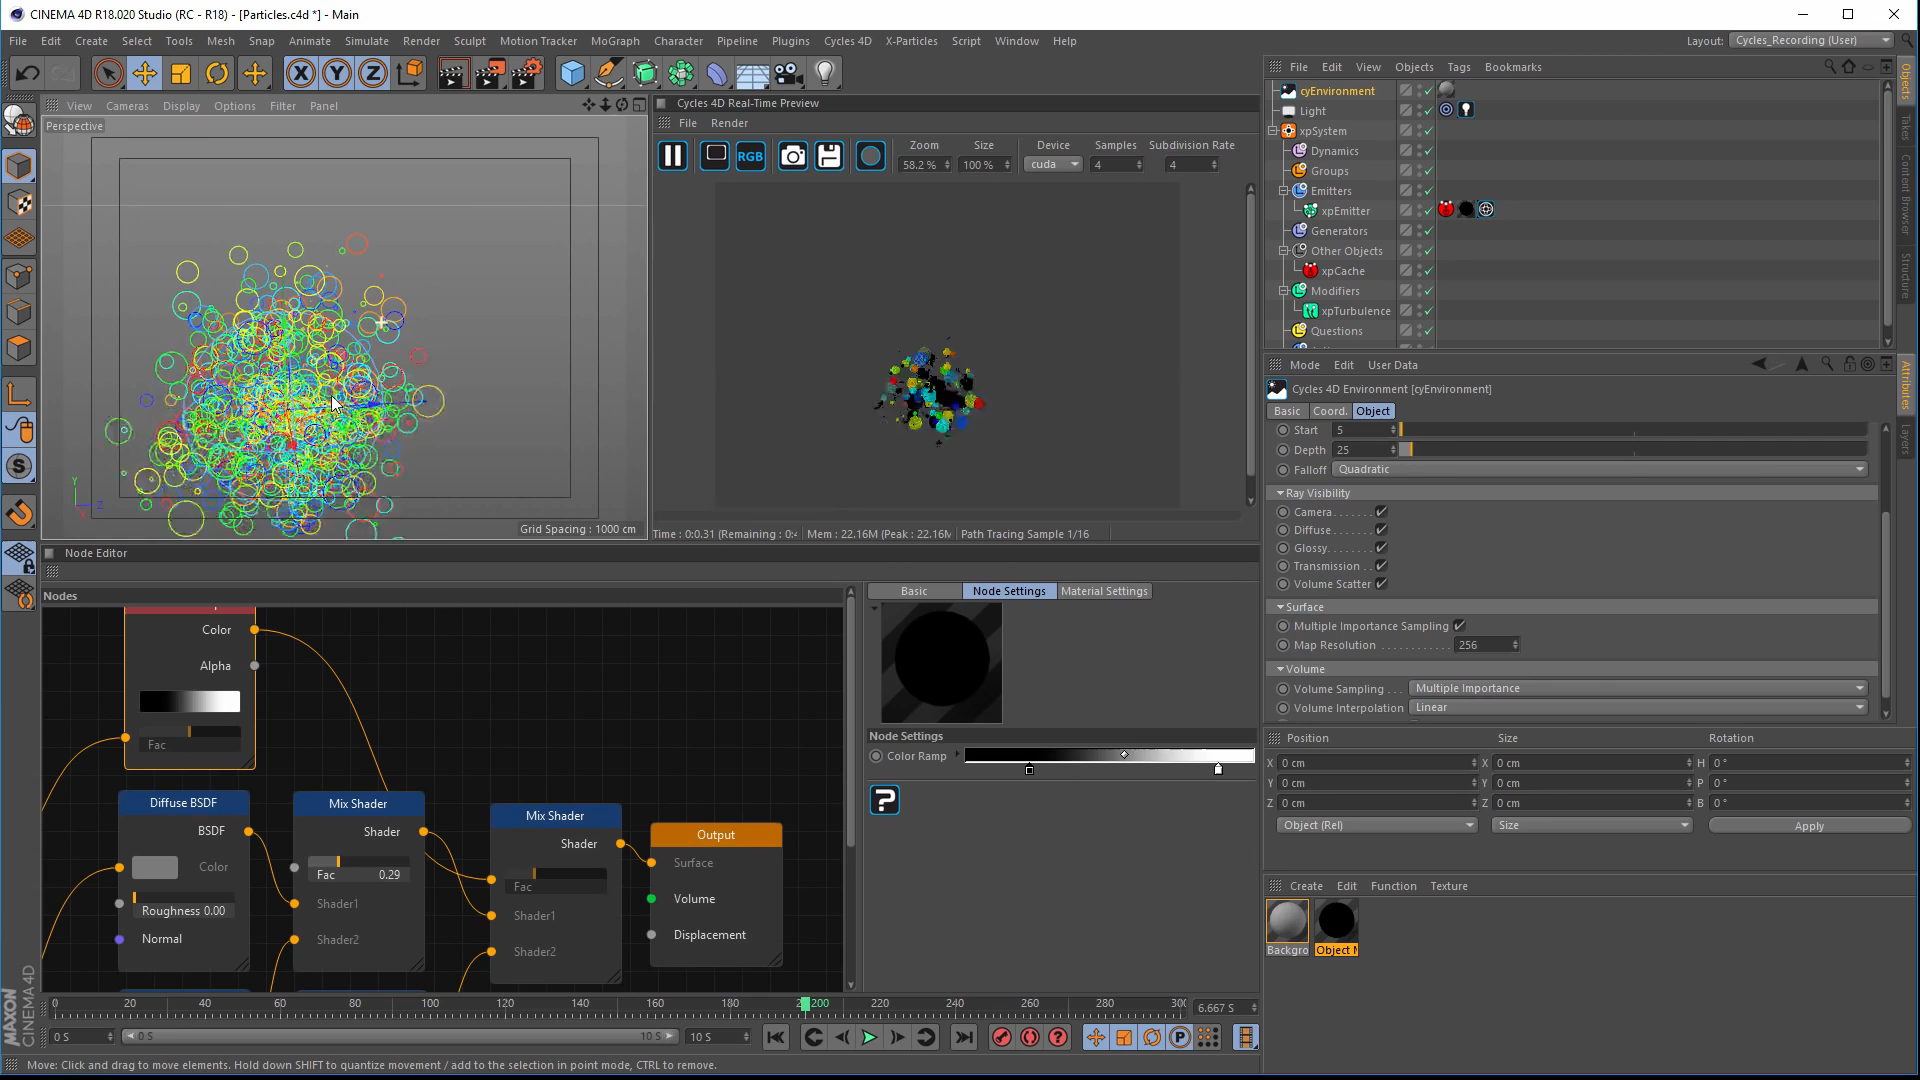 CINEMA 4D R18.020 Studio (RC - R18) - [Particles.c4d *] - Main
File Edit Create Select Tools Mesh Snap Animate Simulate Render Sculpt Motion Tracker MoGraph Character Pipeline Plugins Cycles 4D X-Particles Script Window Help
Layout: Cycles_Recording (User)
View Cameras Display Options Filter Panel
Perspective
Grid Spacing : 1000 cm
Cycles 4D Real-Time Preview
File Render
RGB
Zoom Size Device Samples Subdivision Rate
58.2 % 100 % cuda 4 4
Time : 0:0.31 (Remaining : 0: Mem : 22.16M (Peak : 22.16M Path Tracing Sample 1/16
File Edit View Objects Tags Bookmarks
cyEnvironment
Light
xpSystem
Dynamics
Groups
Emitters
xpEmitter
Generators
Other Objects
xpCache
Modifiers
xpTurbulence
Questions
Objects
Takes
Content Browser
Structure
Mode Edit User Data
Cycles 4D Environment [cyEnvironment]
Basic Coord. Object
Start 5
Depth 25
Falloff Quadratic
Ray Visibility
Camera
Diffuse
Glossy
Transmission
Volume Scatter
Surface
Multiple Importance Sampling
Map Resolution 256
Volume
Volume Sampling Multiple Importance
Volume Interpolation Linear
Attributes
Layers
Position Size Rotation
X 0 cm X 0 cm H 0 °
Y 0 cm Y 0 cm P 0 °
Z 0 cm Z 0 cm B 0 °
Object (Rel) Size Apply
Create Edit Function Texture
Backgro Object M
Node Editor
Nodes
Color
Alpha
Fac
Diffuse BSDF
BSDF
Color
Roughness 0.00
Normal
Mix Shader
Shader
Fac 0.29
Shader1
Shader2
Mix Shader
Shader
Fac
Shader1
Shader2
Output
Surface
Volume
Displacement
Basic Node Settings Material Settings
Node Settings
Color Ramp
?
0 20 40 60 80 100 120 140 160 180 200 220 240 260 280 300 6.667 S
0 S 0 S 10 S 10 S
MAXON
CINEMA 4D
Move: Click and drag to move elements. Hold down SHIFT to quantize movement / add to the selection in point mode, CTRL to remove.